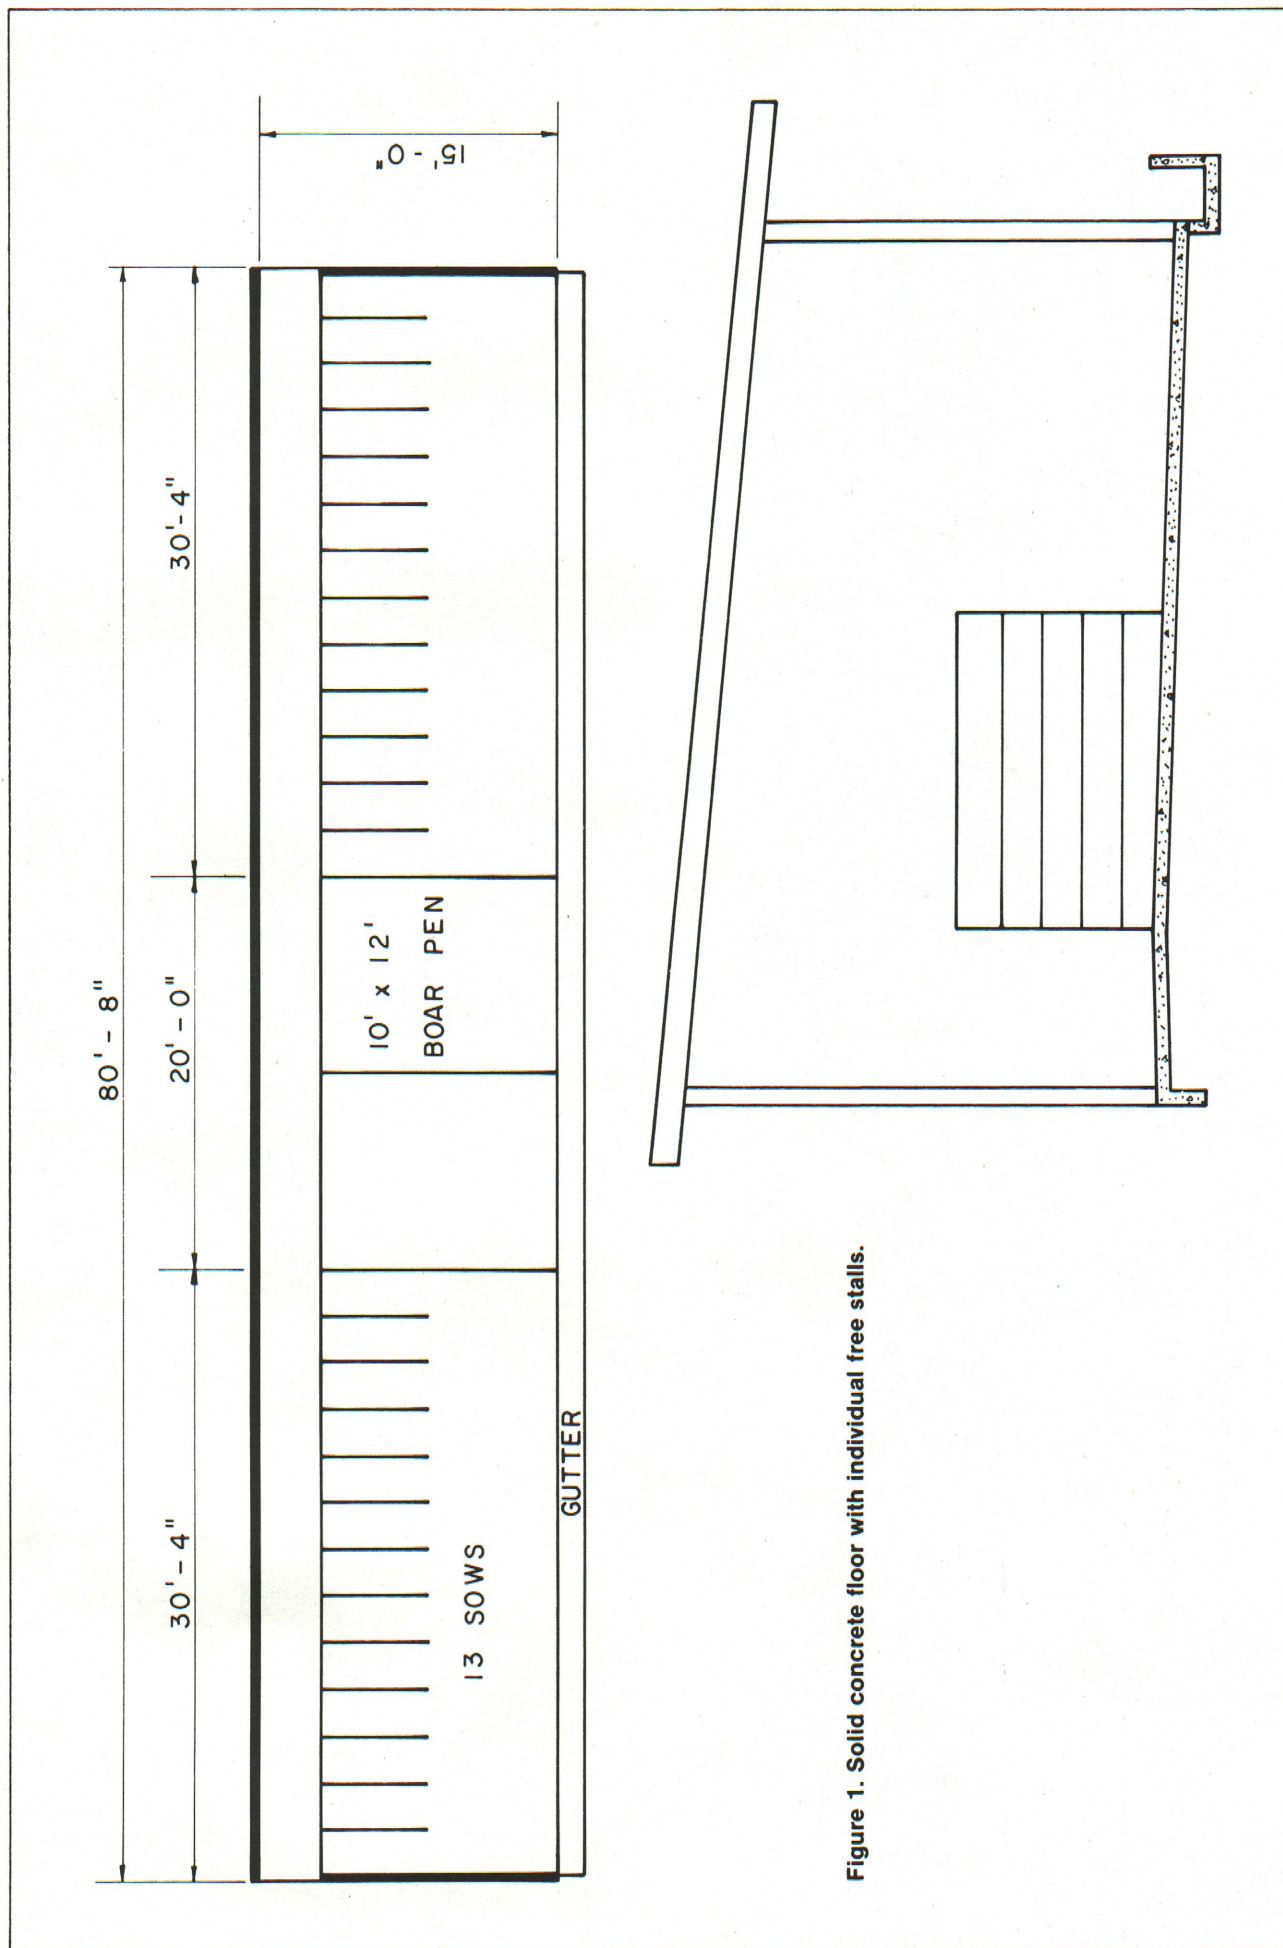 80' - 8"
30' - 4"
20' - 0"
30' - 4"
15' - 0"
10' x 12'
BOAR PEN
13 SOWS
GUTTER
Figure 1. Solid concrete floor with individual free stalls.